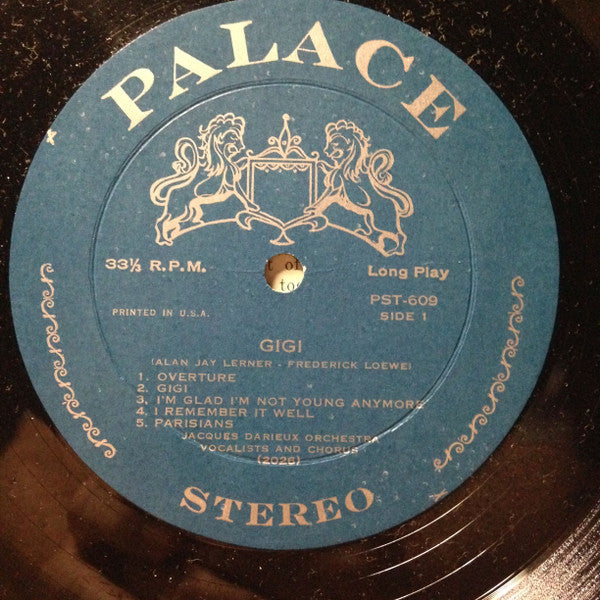 PALACE
33⅓ R.P.M.
t of
to
Long Play
PST-609
PRINTED IN U.S.A.
SIDE 1
GIGI
(ALAN JAY LERNER - FREDERICK LOEWE)
1. OVERTURE
2. GIGI
3. I'M GLAD I'M NOT YOUNG ANYMORE
4. I REMEMBER IT WELL
5. PARISIANS
JACQUES DARIEUX ORCHESTRA
VOCALISTS AND CHORUS
(2026)
STEREO